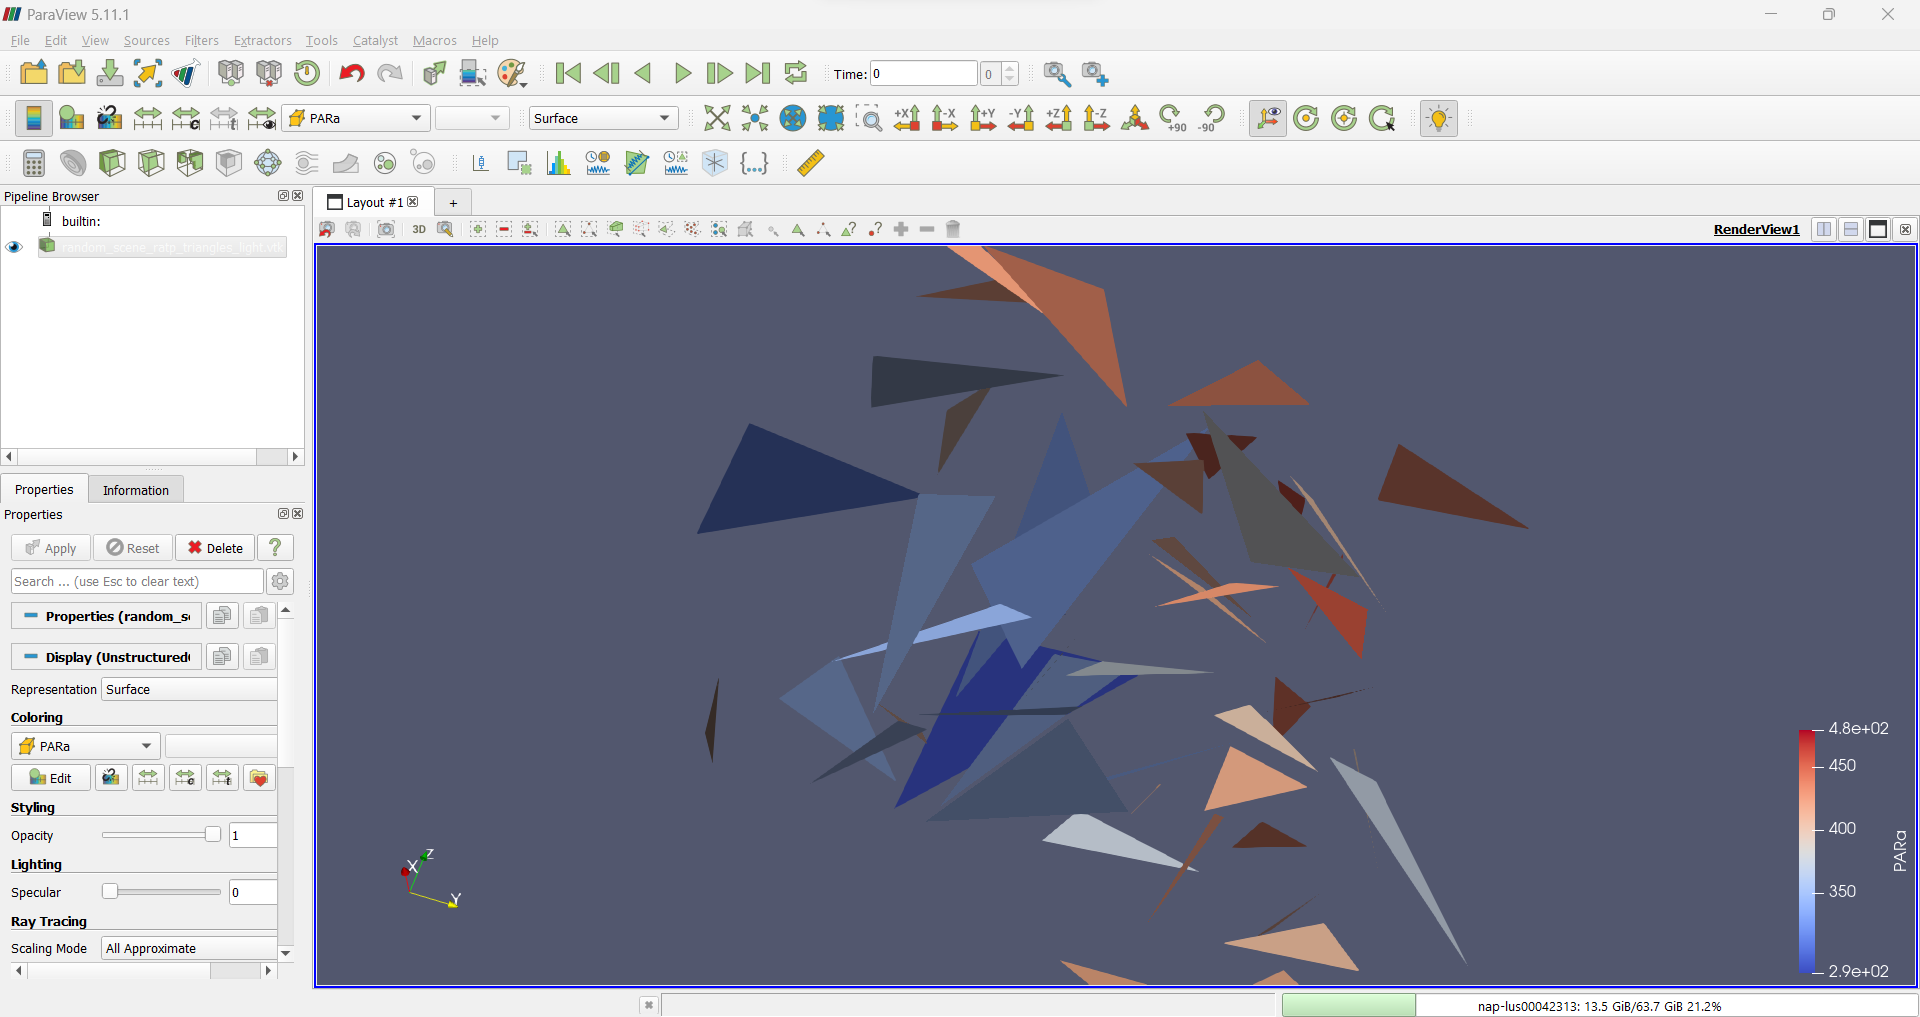 ParaView 5.11.1
File Edit View Sources Filters Extractors Tools Catalyst Macros Help
Time: 0 0
PARa Surface +X -X +Y -Y +Z -Z +90 -90
Pipeline Browser
builtin:
random_scene_ratp_triangles_light.vtk
Layout #1 +
3D
RenderView1
Properties Information
Properties
Apply Reset Delete ?
Search ... (use Esc to clear text)
Properties (random_s
Display (Unstructured
Representation Surface
Coloring
PARa
Edit
Styling
Opacity 1
Lighting
Specular 0
Ray Tracing
Scaling Mode All Approximate
X Z
Y
4.8e+02
450
400
350
2.9e+02
PARa
nap-lus00042313: 13.5 GiB/63.7 GiB 21.2%